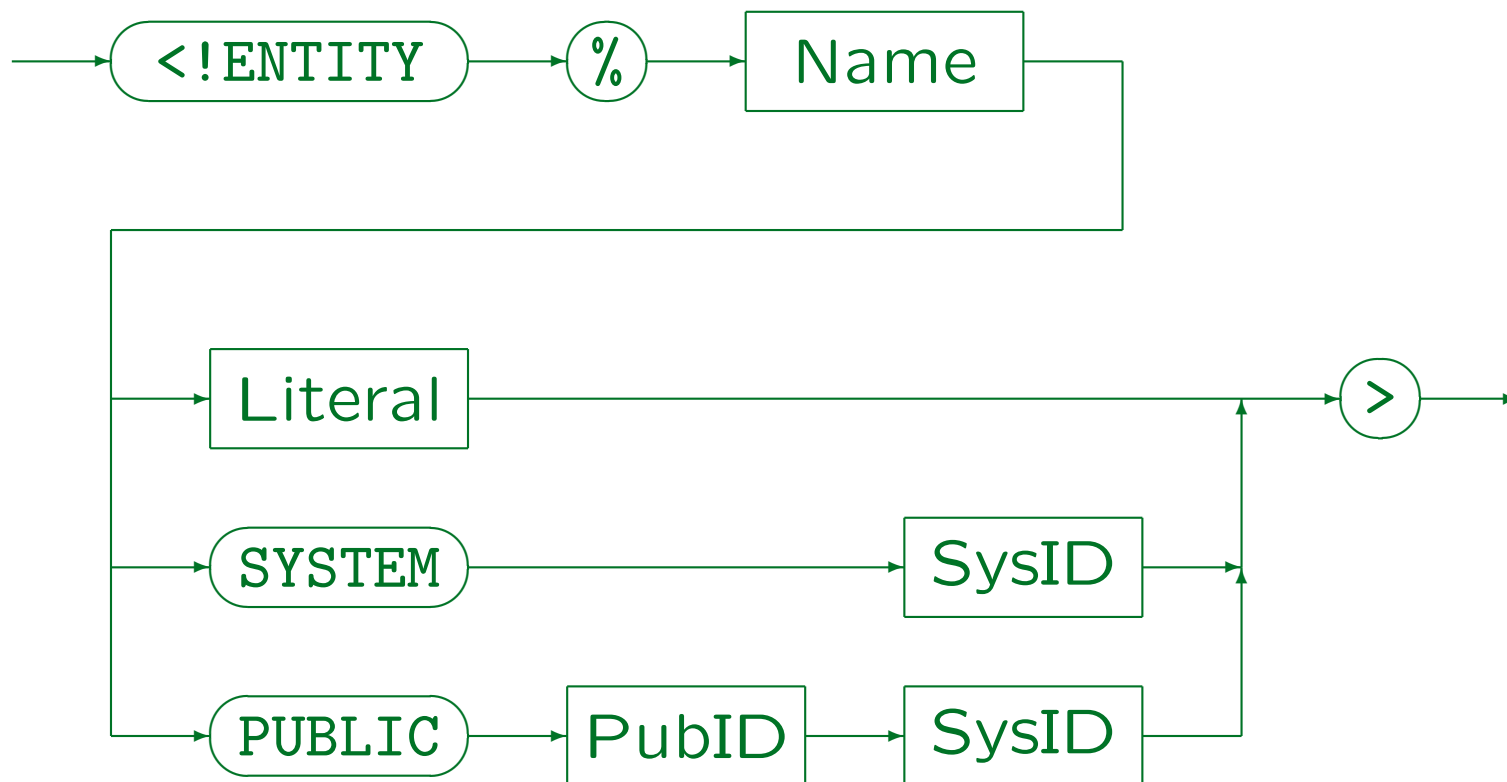 <!ENTITY % Name
Literal >
SYSTEM SysID
PUBLIC PubID SysID